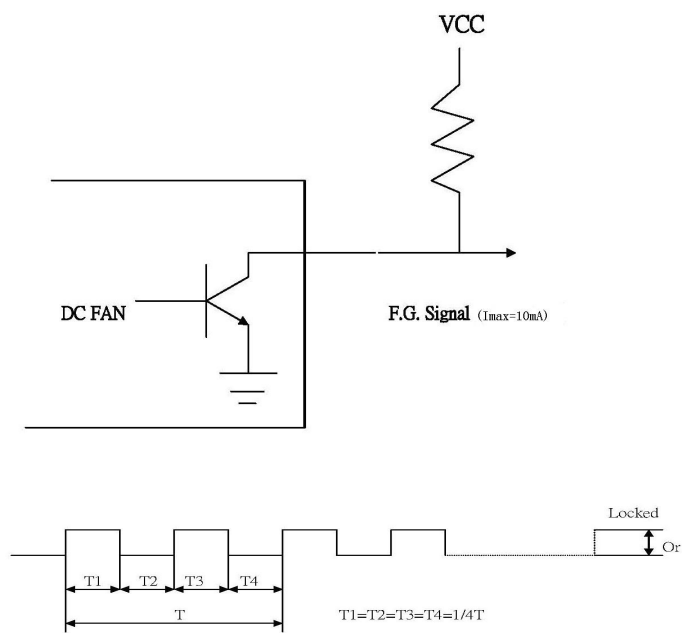 VCC
DC FAN
F.G. Signal (Imax=10mA)
Locked
Or
T1 T2 T3 T4
T
T1=T2=T3=T4=1/4T